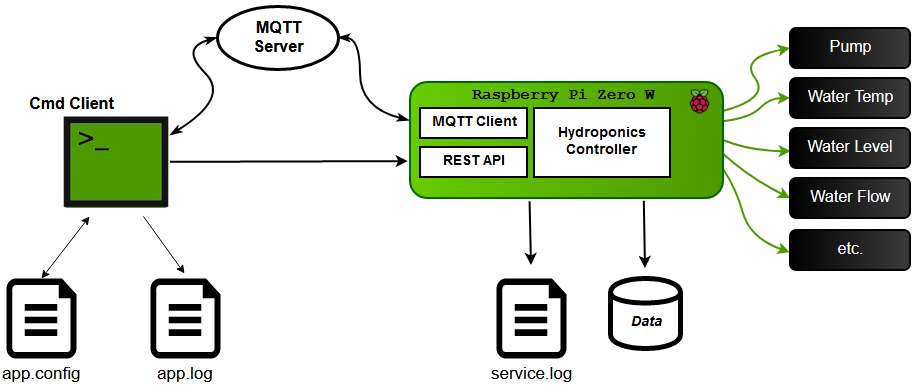 MQTT
Server
Cmd Client
>_
Raspberry Pi Zero W
MQTT Client
REST API
Hydroponics
Controller
Pump
Water Temp
Water Level
Water Flow
etc.
Data
app.config
app.log
service.log